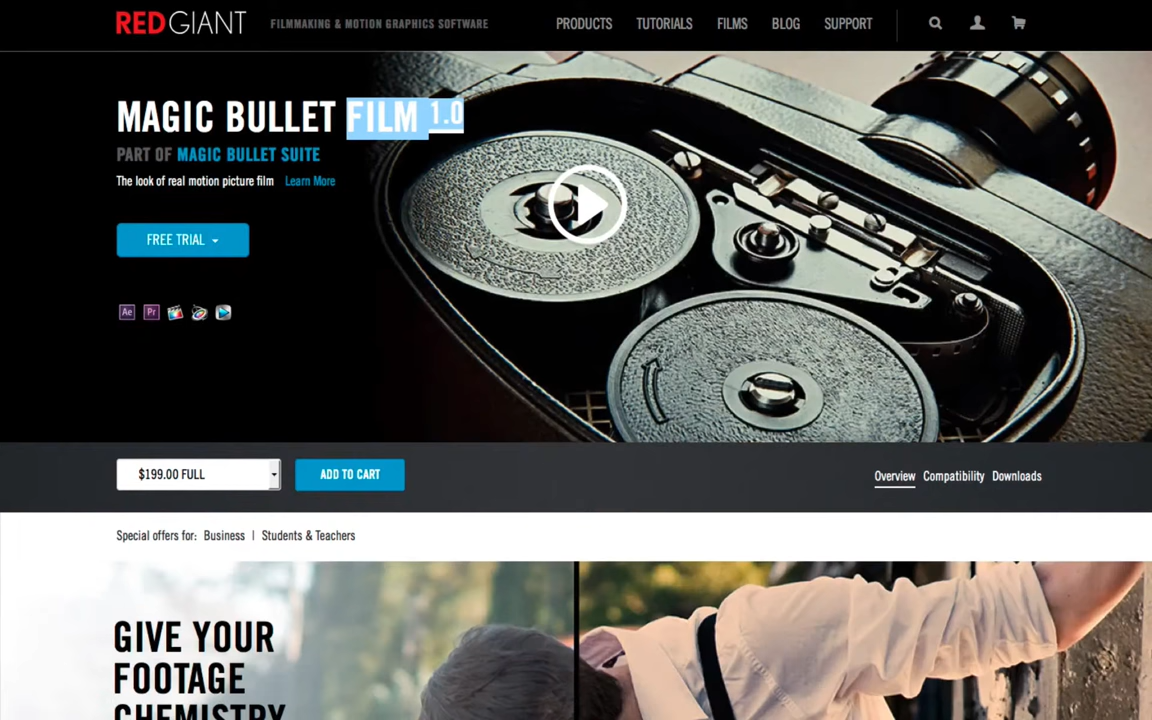 REDGIANT FILMMAKING & MOTION GRAPHICS SOFTWARE PRODUCTS TUTORIALS FILMS BLOG SUPPORT
MAGIC BULLET FILM 1.0
PART OF MAGIC BULLET SUITE
The look of real motion picture film Learn More
FREE TRIAL
Ae Pr
$199.00 FULL ADD TO CART Overview Compatibility Downloads
Special offers for: Business | Students & Teachers
GIVE YOUR
FOOTAGE
CHEMISTRY